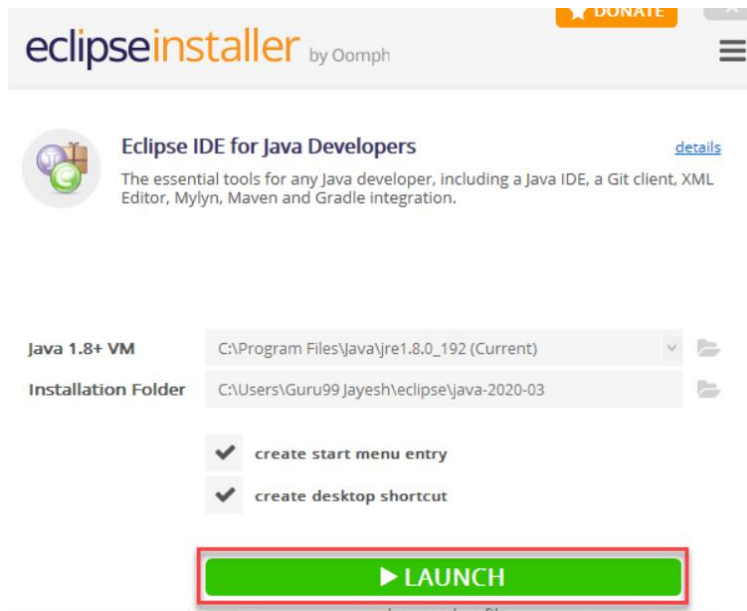 DONATE
eclipseinstaller by Oomph
Eclipse IDE for Java Developers details
The essential tools for any Java developer, including a Java IDE, a Git client, XML
Editor, Mylyn, Maven and Gradle integration.
Java 1.8+ VM C:\Program Files\Java\jre1.8.0_192 (Current)
Installation Folder C:\Users\Guru99 Jayesh\eclipse\java-2020-03
create start menu entry
create desktop shortcut
LAUNCH